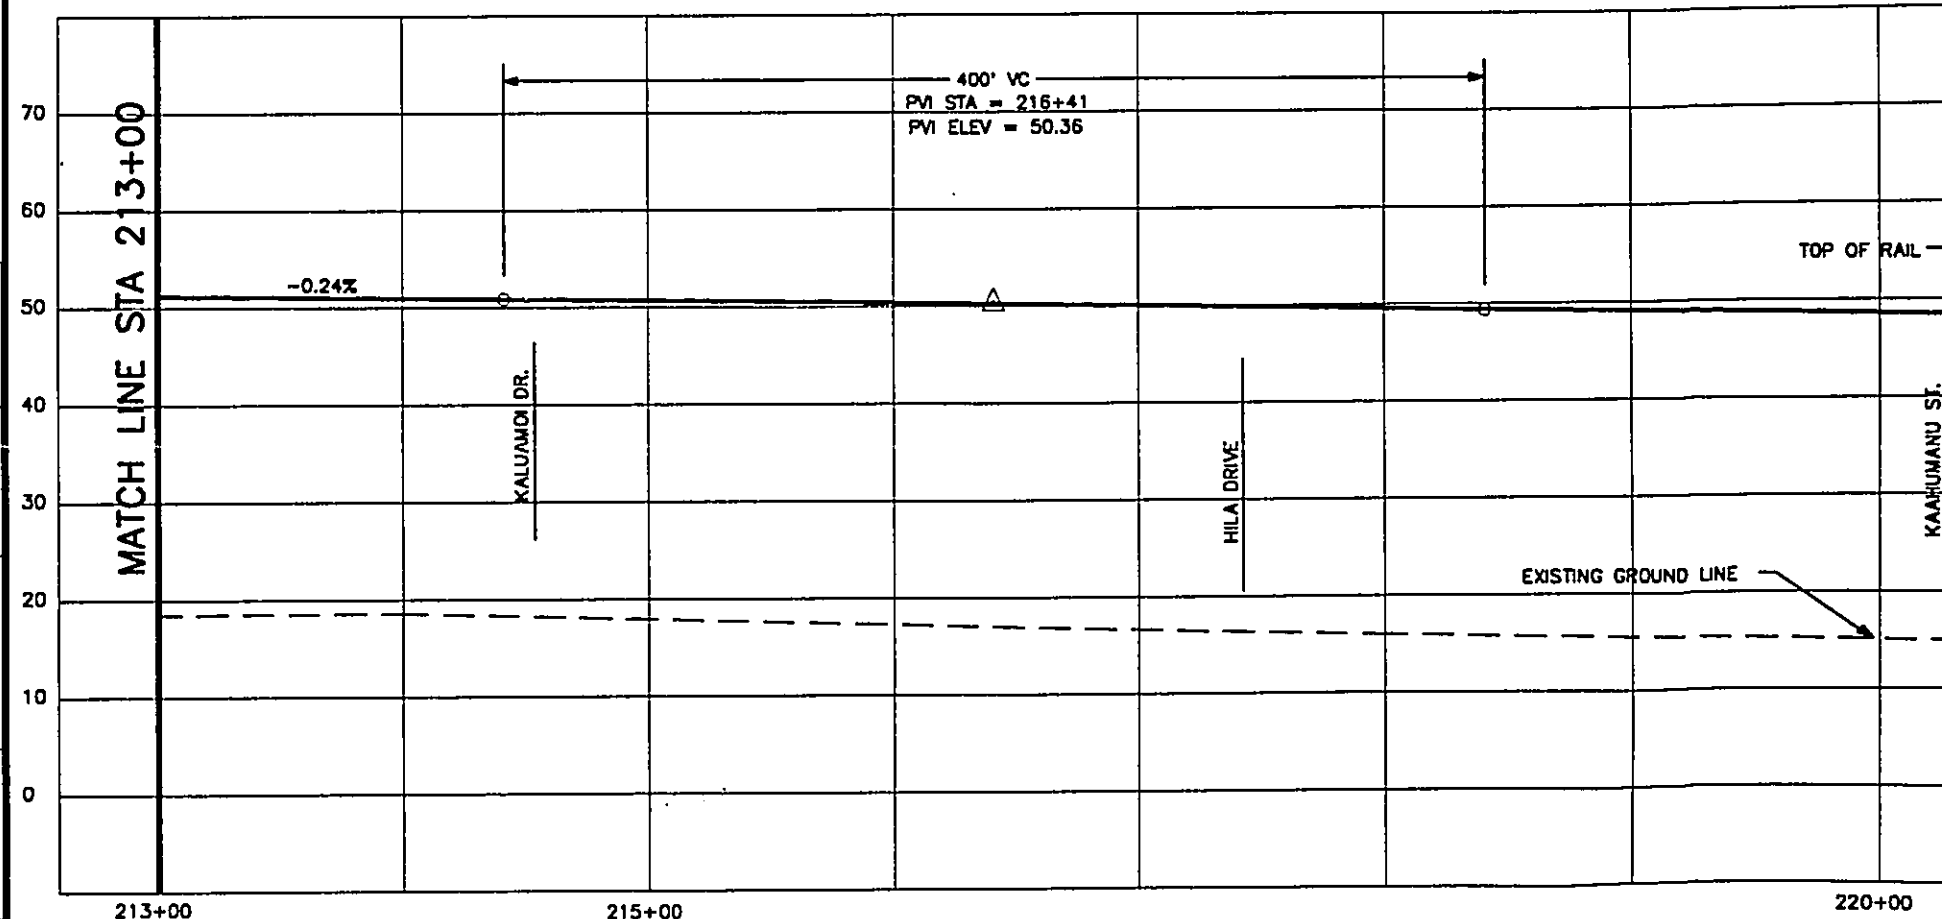 400' VC
PVI STA = 216+41
PVI ELEV = 50.36
70
60
50
40
30
20
10
0
MATCH LINE STA 213+00
-0.24%
TOP OF RAIL
KALUAMOI DR.
HILA DRIVE
KAAHUMANU ST.
EXISTING GROUND LINE
213+00
215+00
220+00